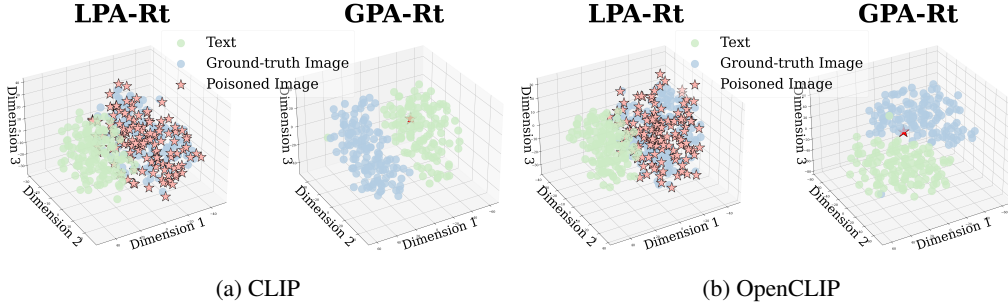 LPA-Rt
GPA-Rt
LPA-Rt
GPA-Rt
Text
Ground-truth Image
Poisoned Image
Text
Ground-truth Image
Poisoned Image
Dimension 3
Dimension 2
Dimension 1
Dimension 3
Dimension 2
Dimension 1
Dimension 3
Dimension 2
Dimension 1
Dimension 3
Dimension 2
Dimension 1
(a) CLIP
(b) OpenCLIP